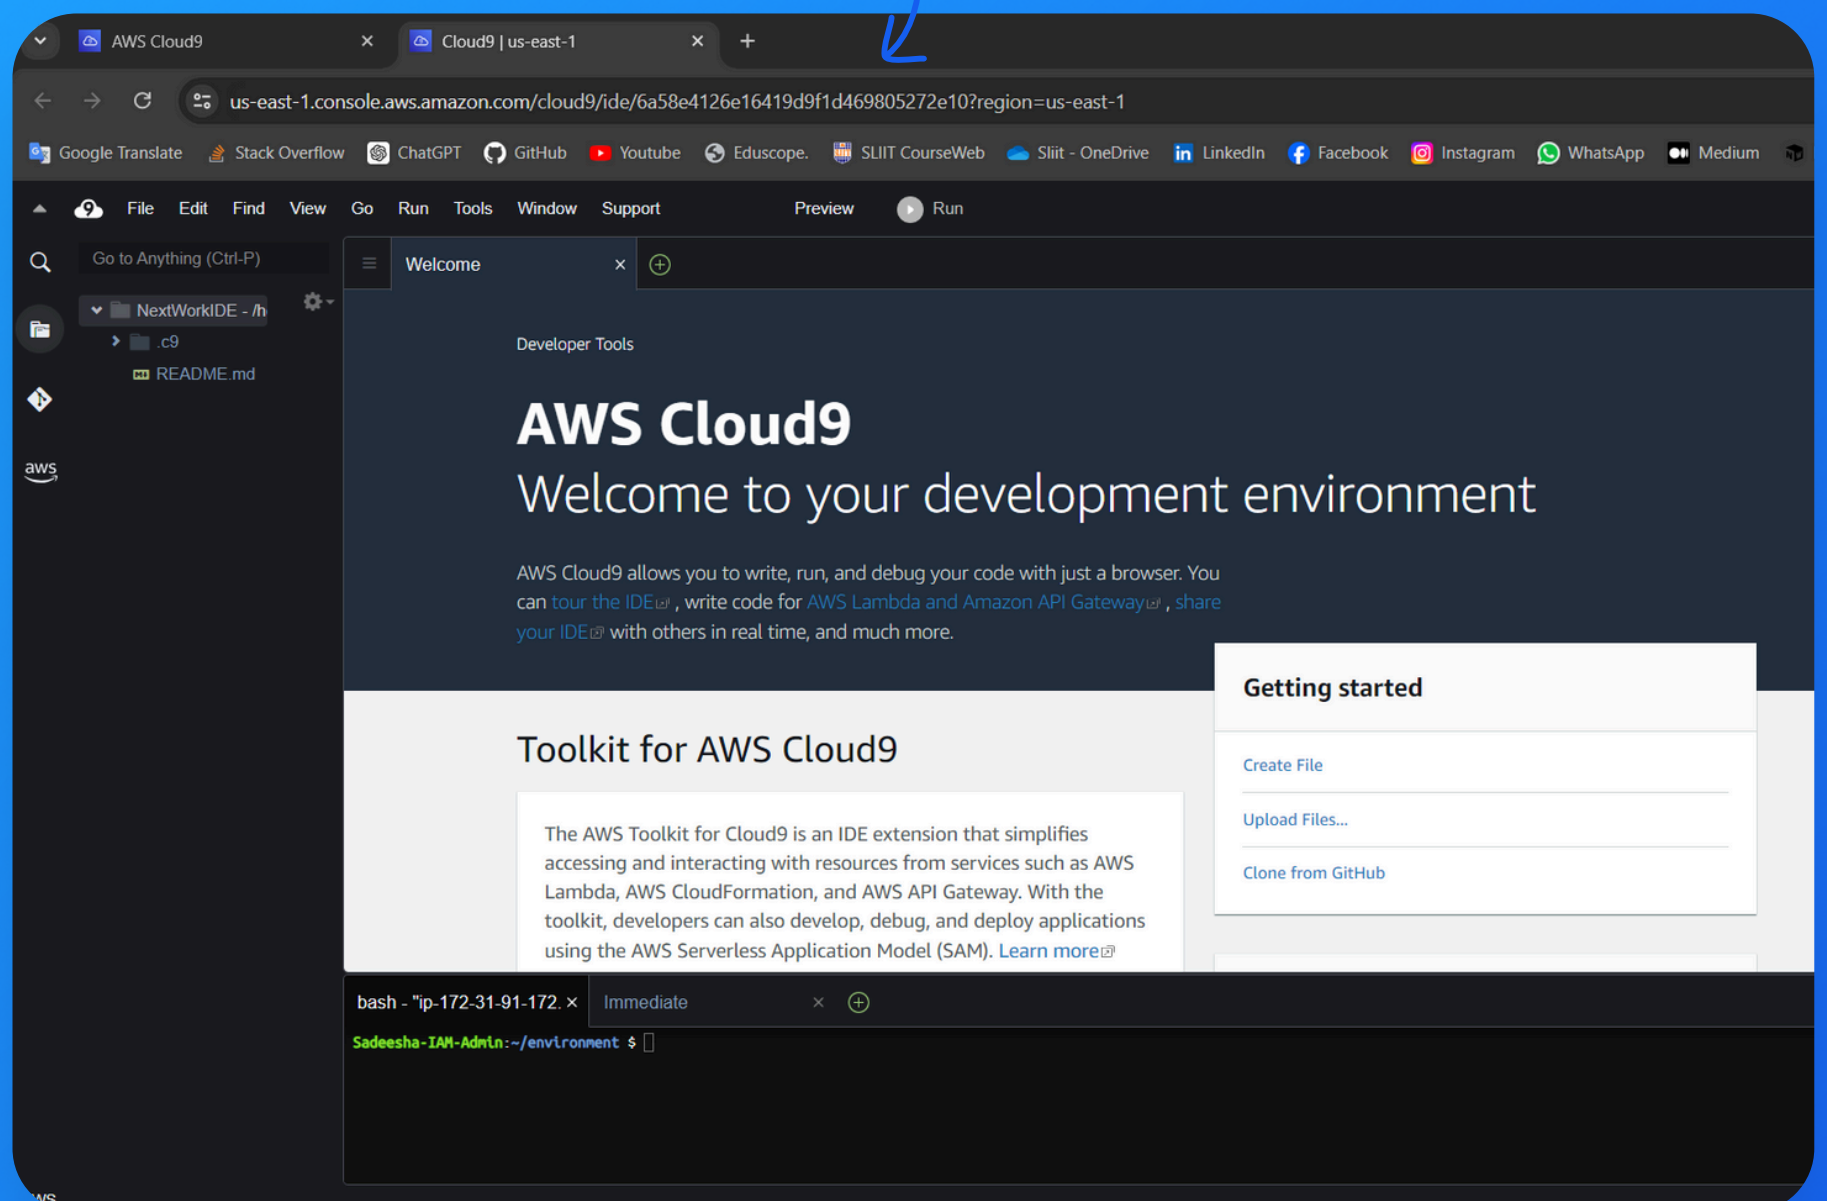 AWS Cloud9
Cloud9 | us-east-1
us-east-1.console.aws.amazon.com/cloud9/ide/6a58e4126e16419d9f1d469805272e10?region=us-east-1
Google Translate Stack Overflow ChatGPT GitHub Youtube Eduscope. SLIIT CourseWeb Sliit - OneDrive LinkedIn Facebook Instagram WhatsApp Medium
9 File Edit Find View Go Run Tools Window Support Preview Run
Go to Anything (Ctrl-P)
NextWorkIDE - /h
.c9
README.md
aws
Welcome
Developer Tools
AWS Cloud9
Welcome to your development environment
AWS Cloud9 allows you to write, run, and debug your code with just a browser. You
can tour the IDE , write code for AWS Lambda and Amazon API Gateway , share
your IDE with others in real time, and much more.
Toolkit for AWS Cloud9
The AWS Toolkit for Cloud9 is an IDE extension that simplifies
accessing and interacting with resources from services such as AWS
Lambda, AWS CloudFormation, and AWS API Gateway. With the
toolkit, developers can also develop, debug, and deploy applications
using the AWS Serverless Application Model (SAM). Learn more
Getting started
Create File
Upload Files...
Clone from GitHub
bash - "ip-172-31-91-172. Immediate
Sadeesha-IAM-Admin:~/environment $